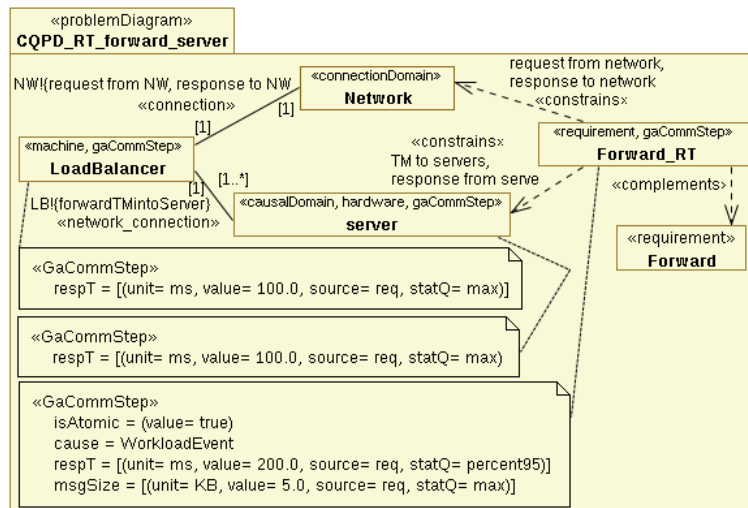 «problemDiagram»
CQPD_RT_forward_server
NW!{request from NW, response to NW
«connection»
[1]
[1]
«connectionDomain»
Network
request from network,
response to network
«constrains»
«machine, gaCommStep»
LoadBalancer
[1]
[1..*]
LB!{forwardTMintoServer}
«network_connection»
«constrains»
TM to servers,
response from serve
«requirement, gaCommStep»
Forward_RT
«complements»
«causalDomain, hardware, gaCommStep»
server
«requirement»
Forward
«GaCommStep»
respT = [(unit= ms, value= 100.0, source= req, statQ= max)]
«GaCommStep»
respT = [(unit= ms, value= 100.0, source= req, statQ= max)
«GaCommStep»
isAtomic = (value= true)
cause = WorkloadEvent
respT = [(unit= ms, value= 200.0, source= req, statQ= percent95)]
msgSize = [(unit= KB, value= 5.0, source= req, statQ= max)]